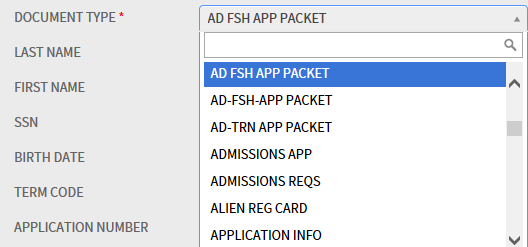 DOCUMENT TYPE * AD FSH APP PACKET
LAST NAME
AD FSH APP PACKET
FIRST NAME
AD-FSH-APP PACKET
SSN
AD-TRN APP PACKET
ADMISSIONS APP
BIRTH DATE
ADMISSIONS REQS
TERM CODE
ALIEN REG CARD
APPLICATION NUMBER
APPLICATION INFO